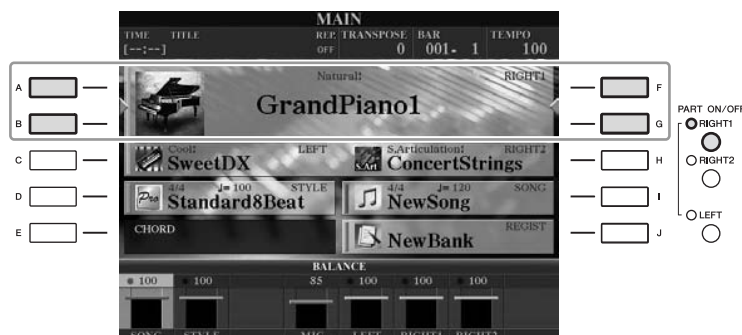 MAIN
TIME TITLE REP. TRANSPOSE BAR TEMPO
[--:--] OFF 0 001- 1 100
A Natural! RIGHT1 F
GrandPiano1
B G
PART ON/OFF
RIGHT1
C Cool! LEFT S.Articulation! RIGHT2 H
SweetDX S.Art ConcertStrings
RIGHT2
D 4/4 ♩=100 STYLE 4/4 ♩=120 SONG I
Pro Standard8Beat NewSong
LEFT
E CHORD REGIST J
NewBank
BALANCE
100 100 85 100 100 100
SONG STYLE MIC LEFT RIGHT1 RIGHT2